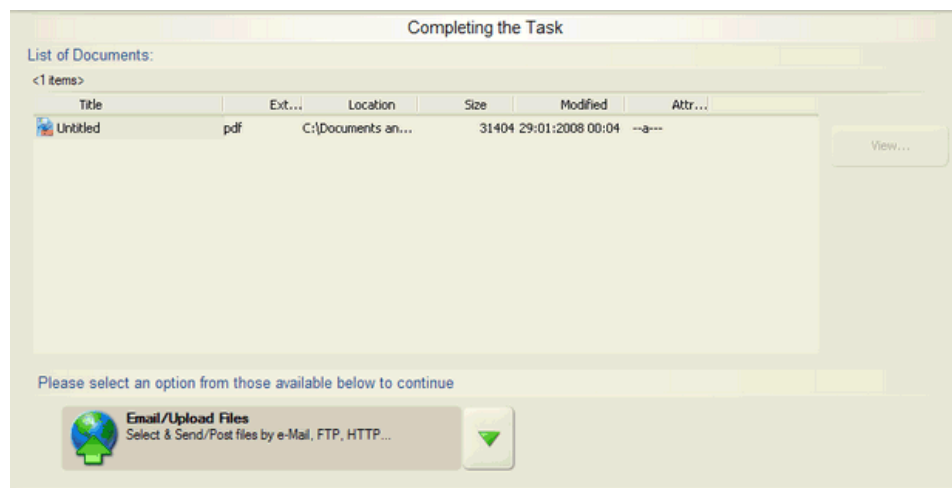 Completing the Task
List of Documents:
<1 items>
Title Ext... Location Size Modified Attr...
Untitled pdf C:\Documents an... 31404 29:01:2008 00:04 --a---
View...
Please select an option from those available below to continue
Email/Upload Files
Select & Send/Post files by e-Mail, FTP, HTTP...